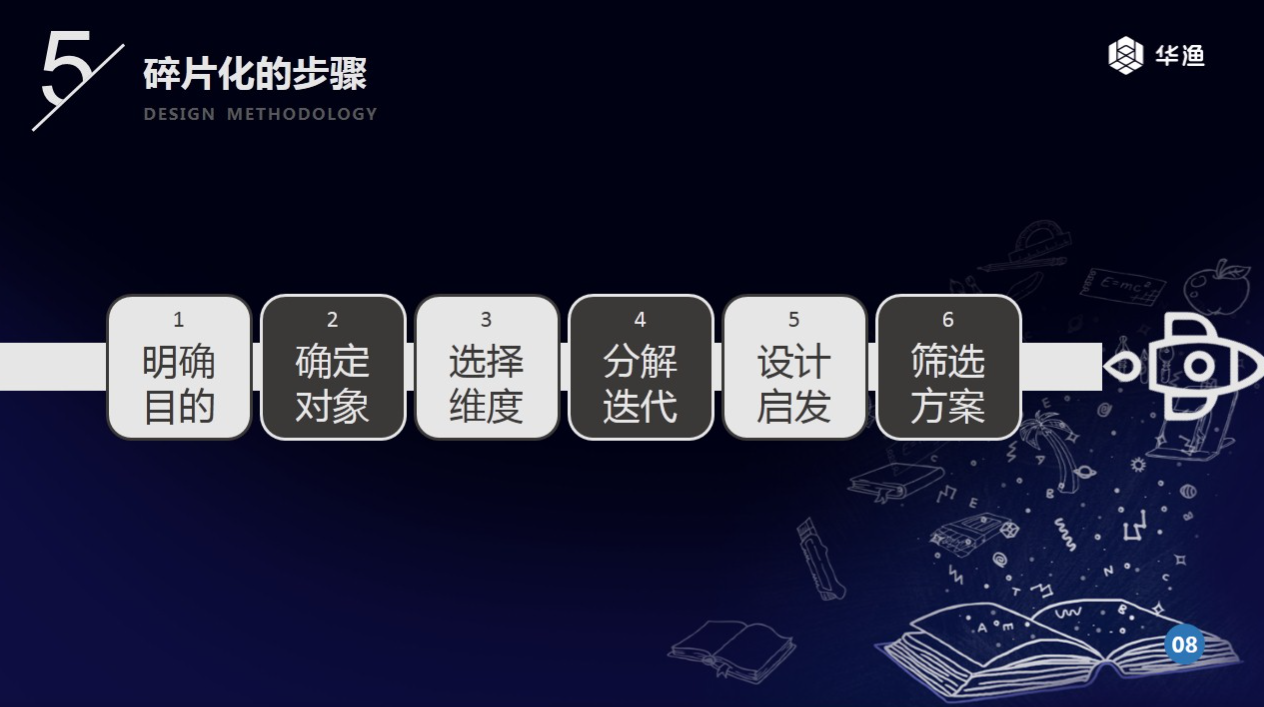 5
碎片化的步骤
DESIGN METHODOLOGY
华渔
1
明确
目的
2
确定
对象
3
选择
维度
4
分解
迭代
5
设计
启发
6
筛选
方案
E=mc²
08